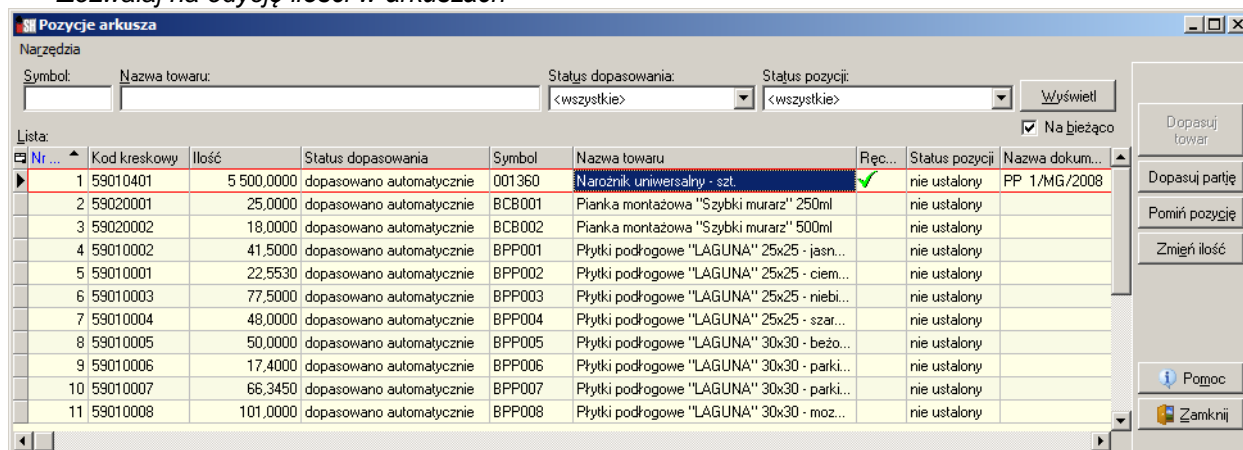 Zezwalaj na edycję ilości w arkuszach
Pozycje arkusza
Narzędzia
Symbol: Nazwa towaru: Status dopasowania: Status pozycji:
<wszystkie> <wszystkie> Wyświetl
Lista: Na bieżąco
Nr ... Kod kreskowy Ilość Status dopasowania Symbol Nazwa towaru Ręc... Status pozycji Nazwa dokum...
1 59010401 5 500,0000 dopasowano automatycznie 001360 Narożnik uniwersalny - szt. nie ustalony PP 1/MG/2008
2 59020001 25,0000 dopasowano automatycznie BCB001 Pianka montażowa "Szybki murarz" 250ml nie ustalony
3 59020002 18,0000 dopasowano automatycznie BCB002 Pianka montażowa "Szybki murarz" 500ml nie ustalony
4 59010002 41,5000 dopasowano automatycznie BPP001 Płytki podłogowe "LAGUNA" 25x25 - jasn... nie ustalony
5 59010001 22,5530 dopasowano automatycznie BPP002 Płytki podłogowe "LAGUNA" 25x25 - ciem... nie ustalony
6 59010003 77,5000 dopasowano automatycznie BPP003 Płytki podłogowe "LAGUNA" 25x25 - niebi... nie ustalony
7 59010004 48,0000 dopasowano automatycznie BPP004 Płytki podłogowe "LAGUNA" 25x25 - szar... nie ustalony
8 59010005 50,0000 dopasowano automatycznie BPP005 Płytki podłogowe "LAGUNA" 30x30 - beżo... nie ustalony
9 59010006 17,4000 dopasowano automatycznie BPP006 Płytki podłogowe "LAGUNA" 30x30 - parki... nie ustalony
10 59010007 66,3450 dopasowano automatycznie BPP007 Płytki podłogowe "LAGUNA" 30x30 - parki... nie ustalony
11 59010008 101,0000 dopasowano automatycznie BPP008 Płytki podłogowe "LAGUNA" 30x30 - moz... nie ustalony
Dopasuj
towar
Dopasuj partię
Pomiń pozycję
Zmień ilość
Pomoc
Zamknij